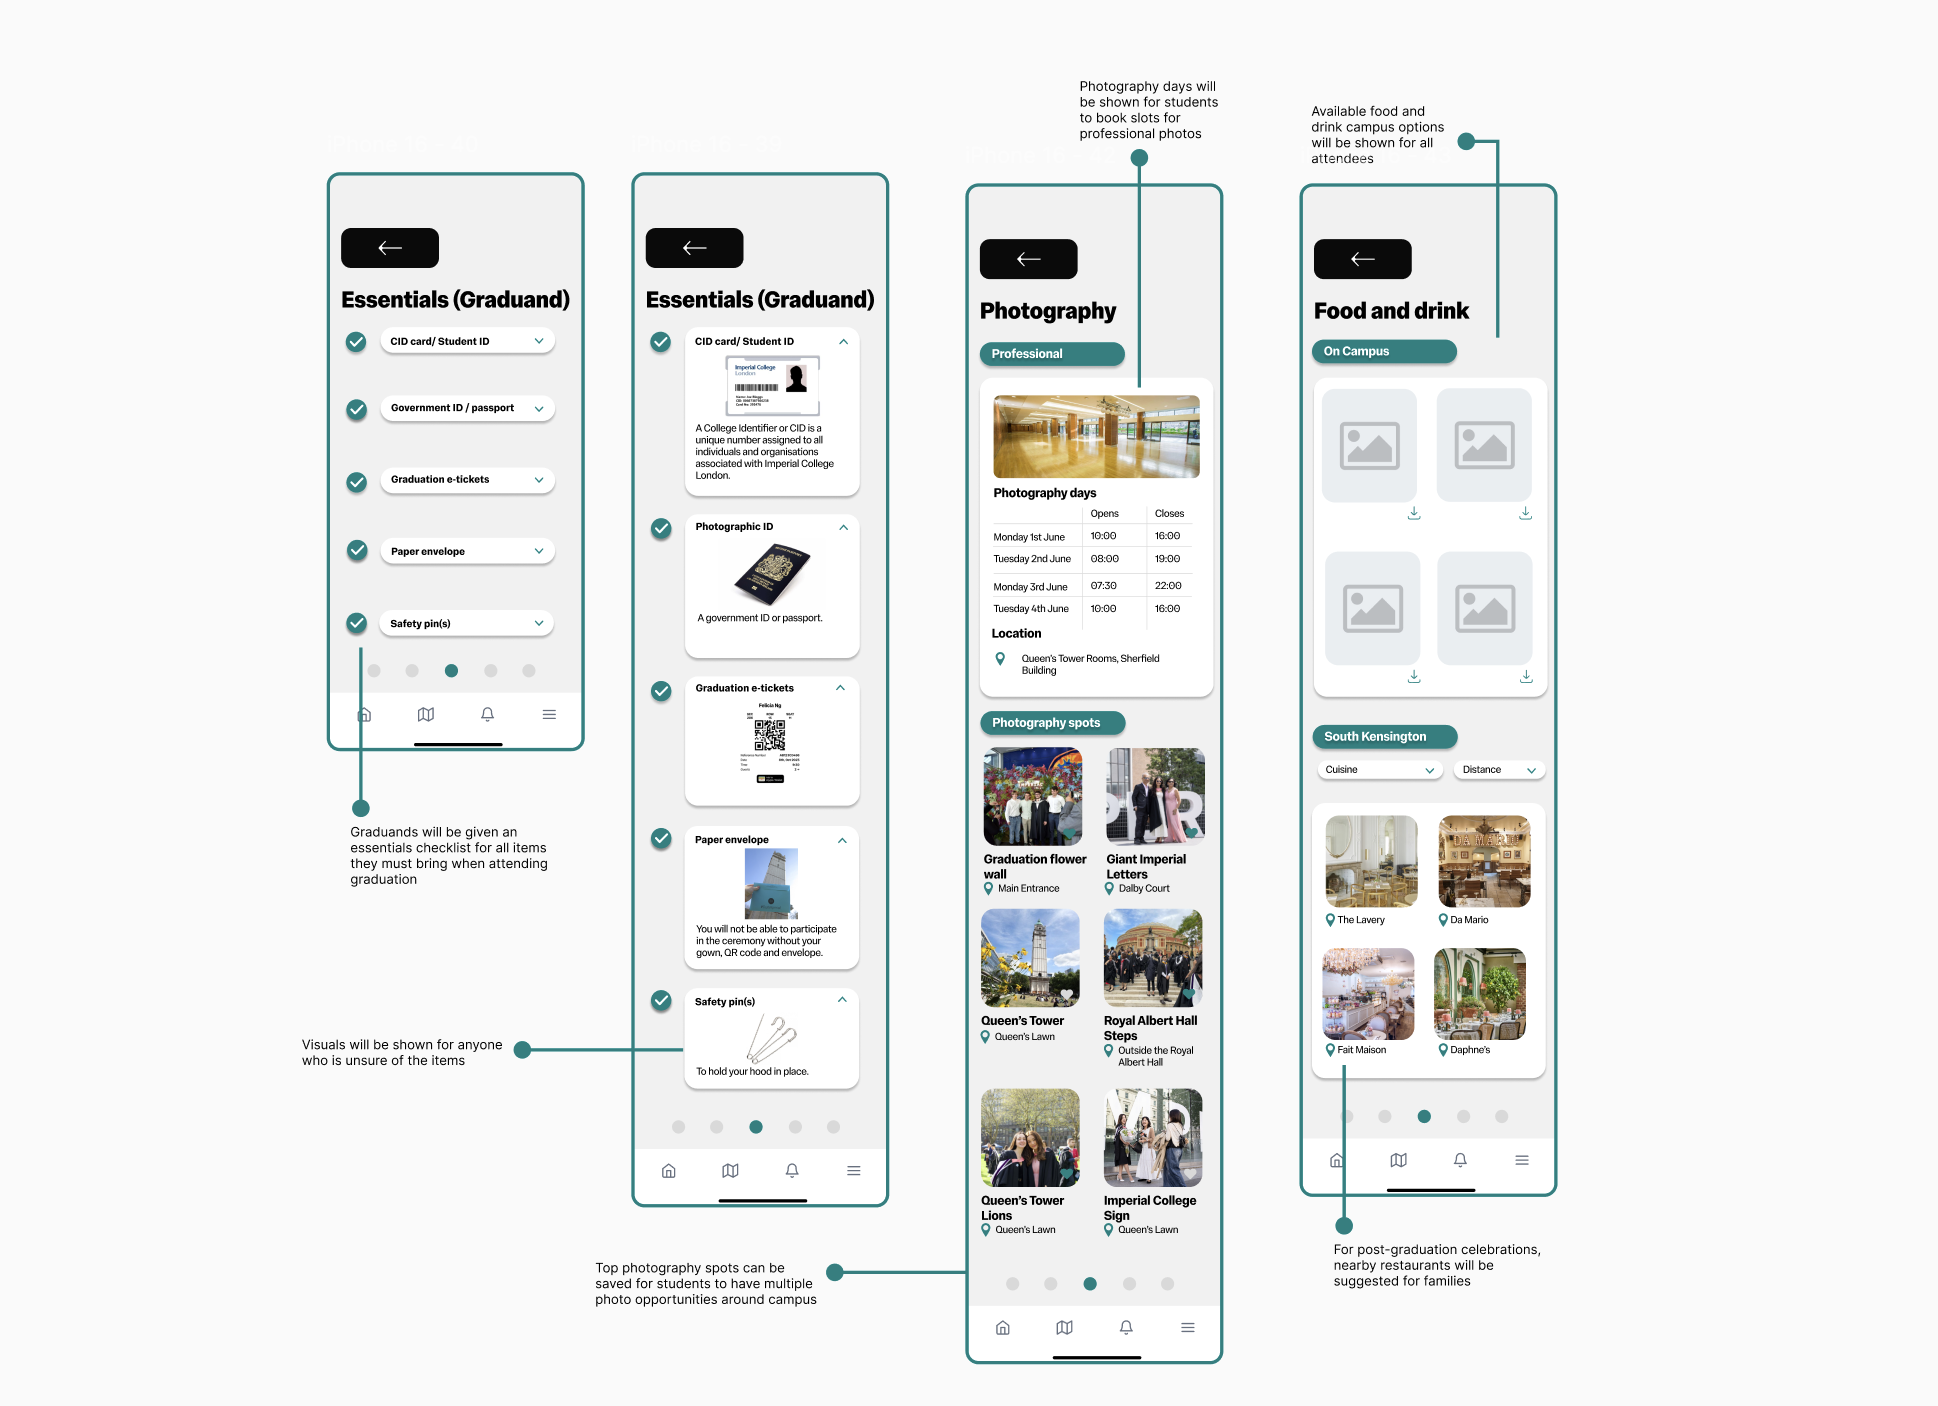 Photography days will
be shown for students
to book slots for
professional photos
Available food and
drink campus options
will be shown for all
attendees
Essentials (Graduand)
CID card/ Student ID
Government ID / passport
Graduation e-tickets
Paper envelope
Safety pin(s)
Graduands will be given an
essentials checklist for all items
they must bring when attending
graduation
Essentials (Graduand)
CID card/ Student ID
Imperial College
London
A College Identifier or CID is a
unique number assigned to all
individuals and organisations
associated with Imperial College
London.
Photographic ID
A government ID or passport.
Graduation e-tickets
Felicia Ng
Paper envelope
You will not be able to participate
in the ceremony without your
gown, QR code and envelope.
Safety pin(s)
To hold your hood in place.
Visuals will be shown for anyone
who is unsure of the items
Photography
Professional
Photography days
Opens Closes
Monday 1st June 10:00 16:00
Tuesday 2nd June 08:00 19:00
Monday 3rd June 07:30 22:00
Tuesday 4th June 10:00 16:00
Location
Queen's Tower Rooms, Sherfield
Building
Photography spots
Graduation flower
wall
Main Entrance
Giant Imperial
Letters
Dalby Court
Queen's Tower
Queen's Lawn
Royal Albert Hall
Steps
Outside the Royal
Albert Hall
Queen's Tower
Lions
Queen's Lawn
Imperial College
Sign
Queen's Lawn
Top photography spots can be
saved for students to have multiple
photo opportunities around campus
Food and drink
On Campus
South Kensington
Cuisine
Distance
DA MARIO
The Lavery
Da Mario
Fait Maison
Daphne's
For post-graduation celebrations,
nearby restaurants will be
suggested for families